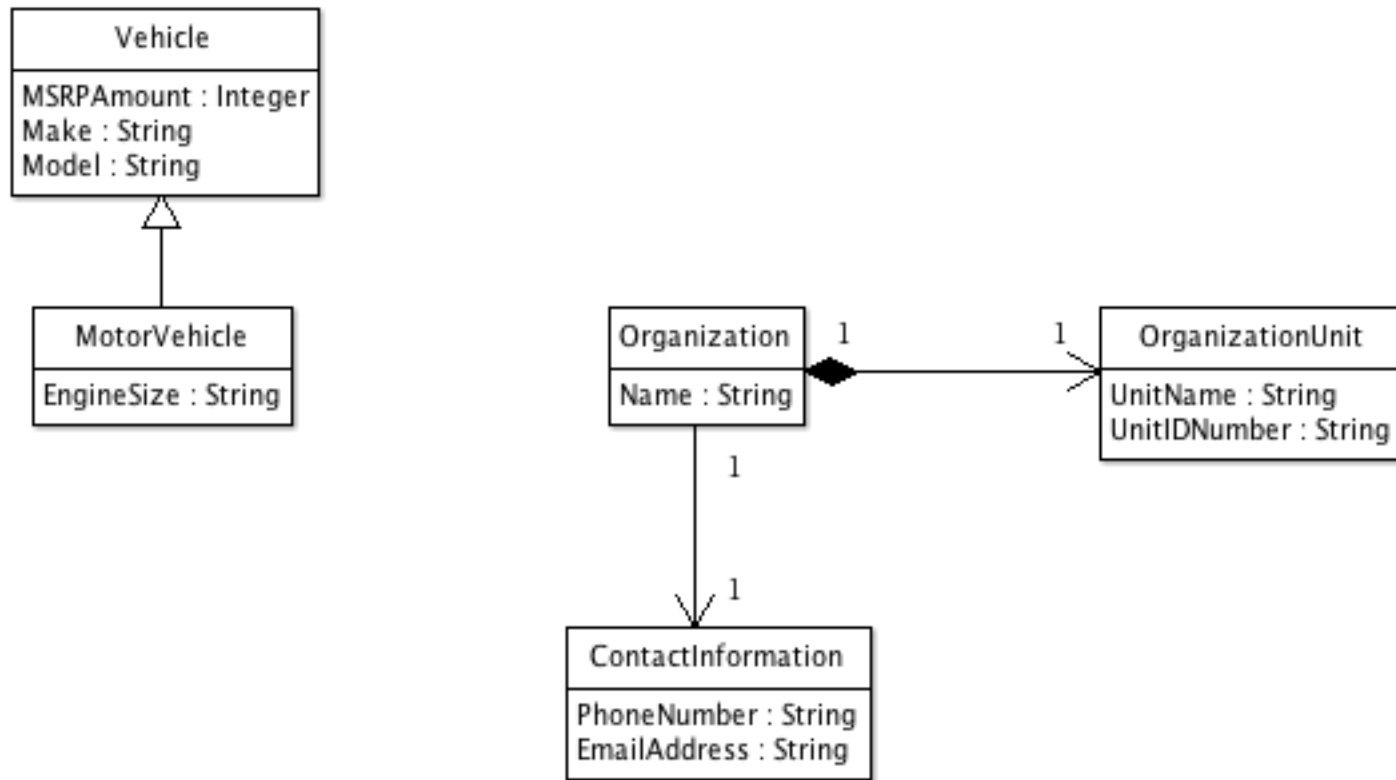 Vehicle
MSRPAmount : Integer
Make : String
Model : String
MotorVehicle
EngineSize : String
Organization
Name : String
1
1
OrganizationUnit
UnitName : String
UnitIDNumber : String
1
1
ContactInformation
PhoneNumber : String
EmailAddress : String